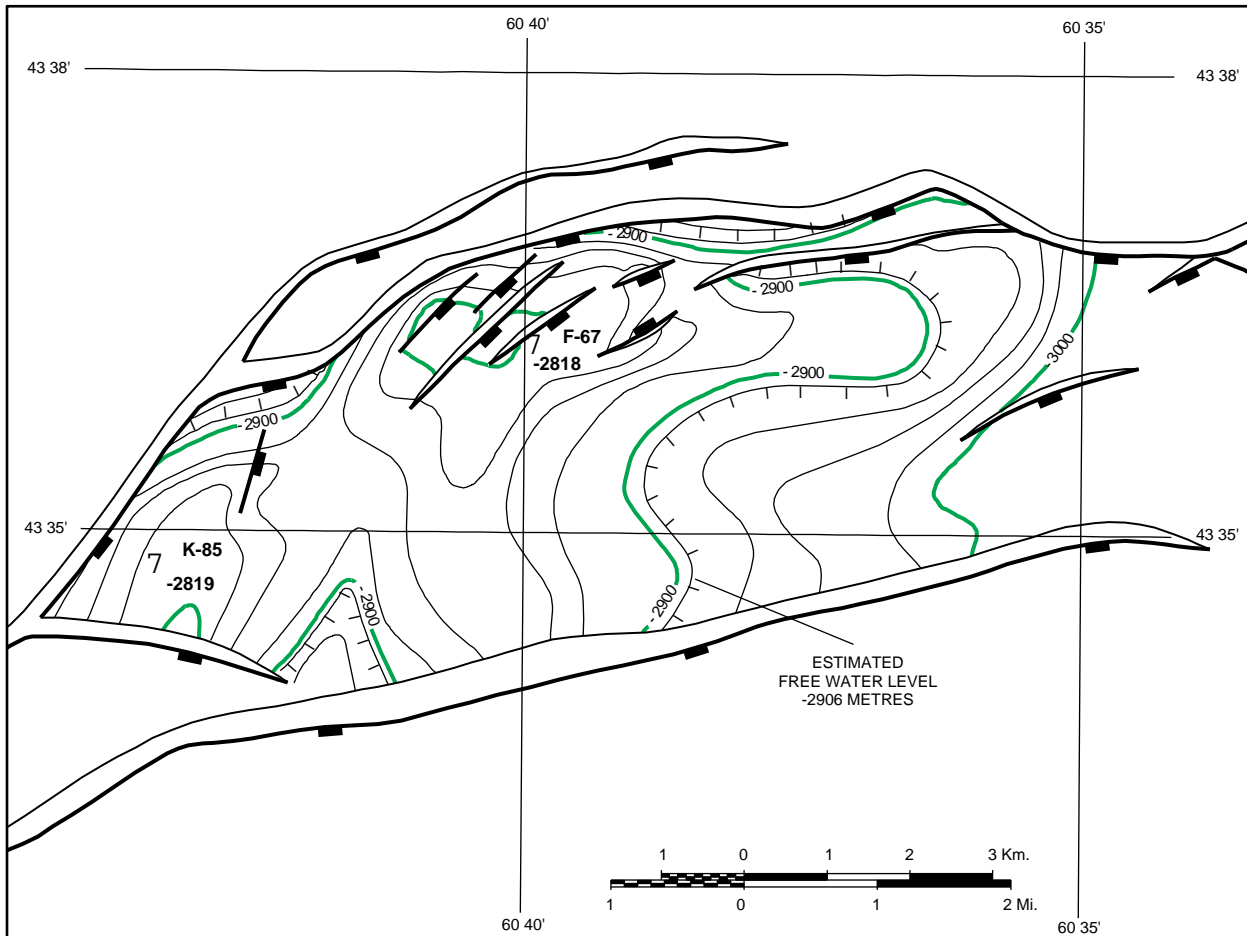 60 40'
60 35'
43 38'
43 38'
- 2900
- 2900
- 3000
F-67
-2818
- 2900
- 2900
43 35'
43 35'
K-85
-2819
- 2900
- 2900
ESTIMATED
FREE WATER LEVEL
-2906 METRES
1 0 1 2 3 Km.
1 0 1 2 Mi.
60 40'
60 35'